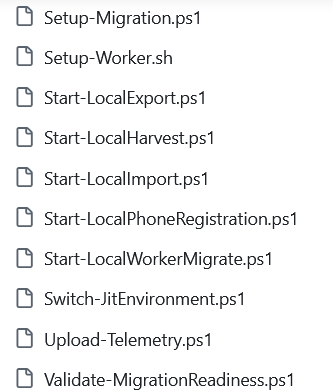 Setup-Migration.ps1
Setup-Worker.sh
Start-LocalExport.ps1
Start-LocalHarvest.ps1
Start-LocalImport.ps1
Start-LocalPhoneRegistration.ps1
Start-LocalWorkerMigrate.ps1
Switch-JitEnvironment.ps1
Upload-Telemetry.ps1
Validate-MigrationReadiness.ps1